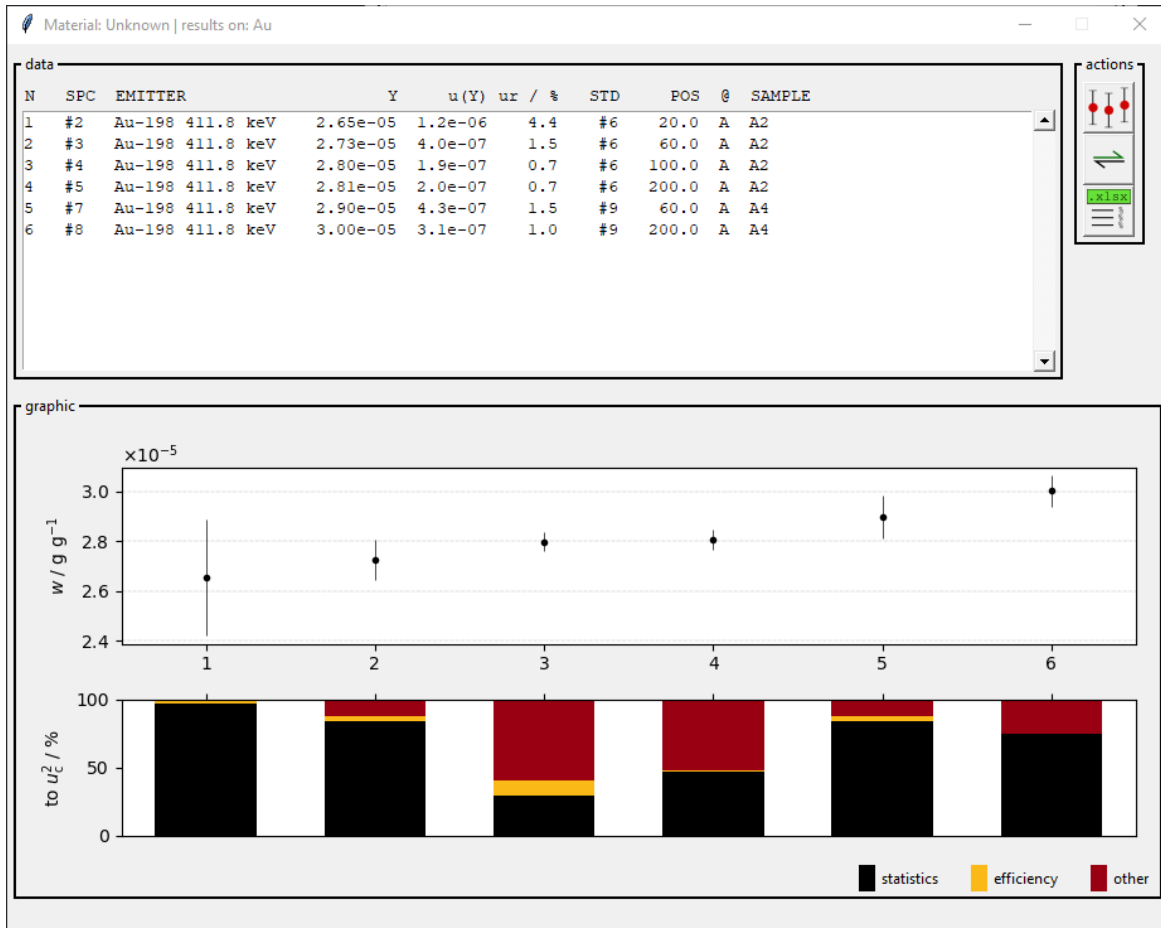 Material: Unknown | results on: Au
data
N SPC EMITTER Y u(Y) ur / % STD POS @ SAMPLE
1 #2 Au-198 411.8 keV 2.65e-05 1.2e-06 4.4 #6 20.0 A A2
2 #3 Au-198 411.8 keV 2.73e-05 4.0e-07 1.5 #6 60.0 A A2
3 #4 Au-198 411.8 keV 2.80e-05 1.9e-07 0.7 #6 100.0 A A2
4 #5 Au-198 411.8 keV 2.81e-05 2.0e-07 0.7 #6 200.0 A A2
5 #7 Au-198 411.8 keV 2.90e-05 4.3e-07 1.5 #9 60.0 A A4
6 #8 Au-198 411.8 keV 3.00e-05 3.1e-07 1.0 #9 200.0 A A4
actions
.xlsx
graphic
×10⁻⁵
w / g g⁻¹
3.0
2.8
2.6
2.4
1 2 3 4 5 6
to u_c² / %
100
50
0
statistics efficiency other